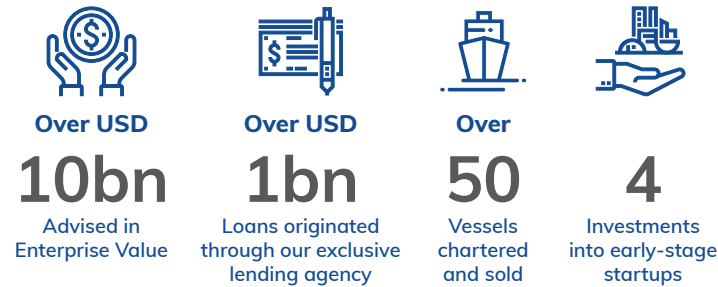 Over USD
10bn
Advised in
Enterprise Value
Over USD
1bn
Loans originated
through our exclusive
lending agency
Over
50
Vessels
chartered
and sold
4
Investments
into early-stage
startups